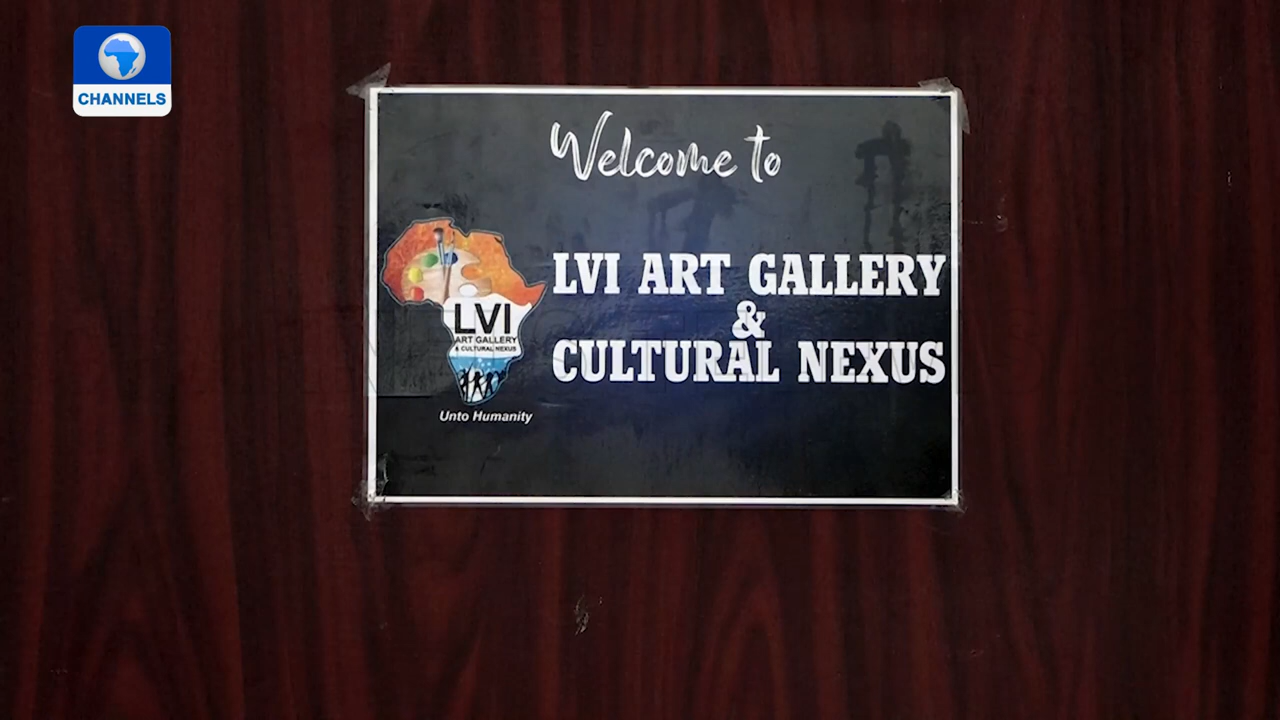 CHANNELS
Welcome to
LVI ART GALLERY
&
CULTURAL NEXUS
LVI
ART GALLERY
& CULTURAL NEXUS
Unto Humanity